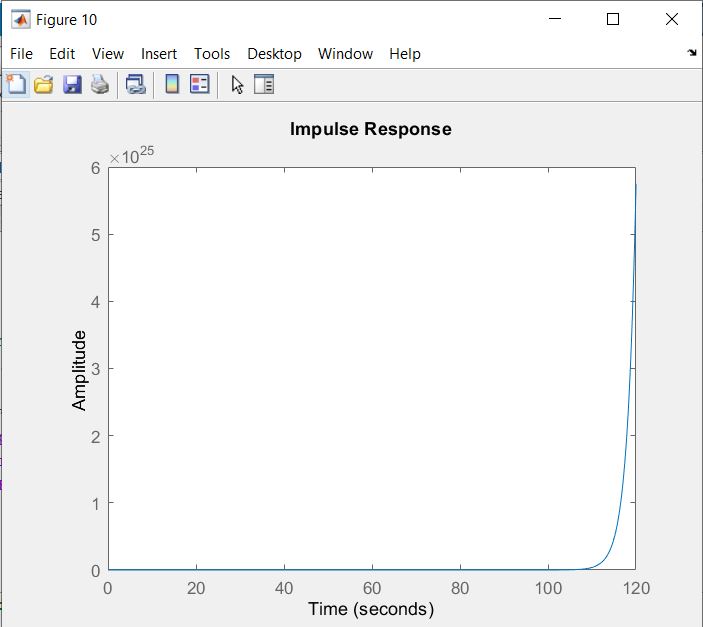 Figure 10
File Edit View Insert Tools Desktop Window Help
Impulse Response
×10^25
6
5
4
3
2
1
0
Amplitude
0 20 40 60 80 100 120
Time (seconds)